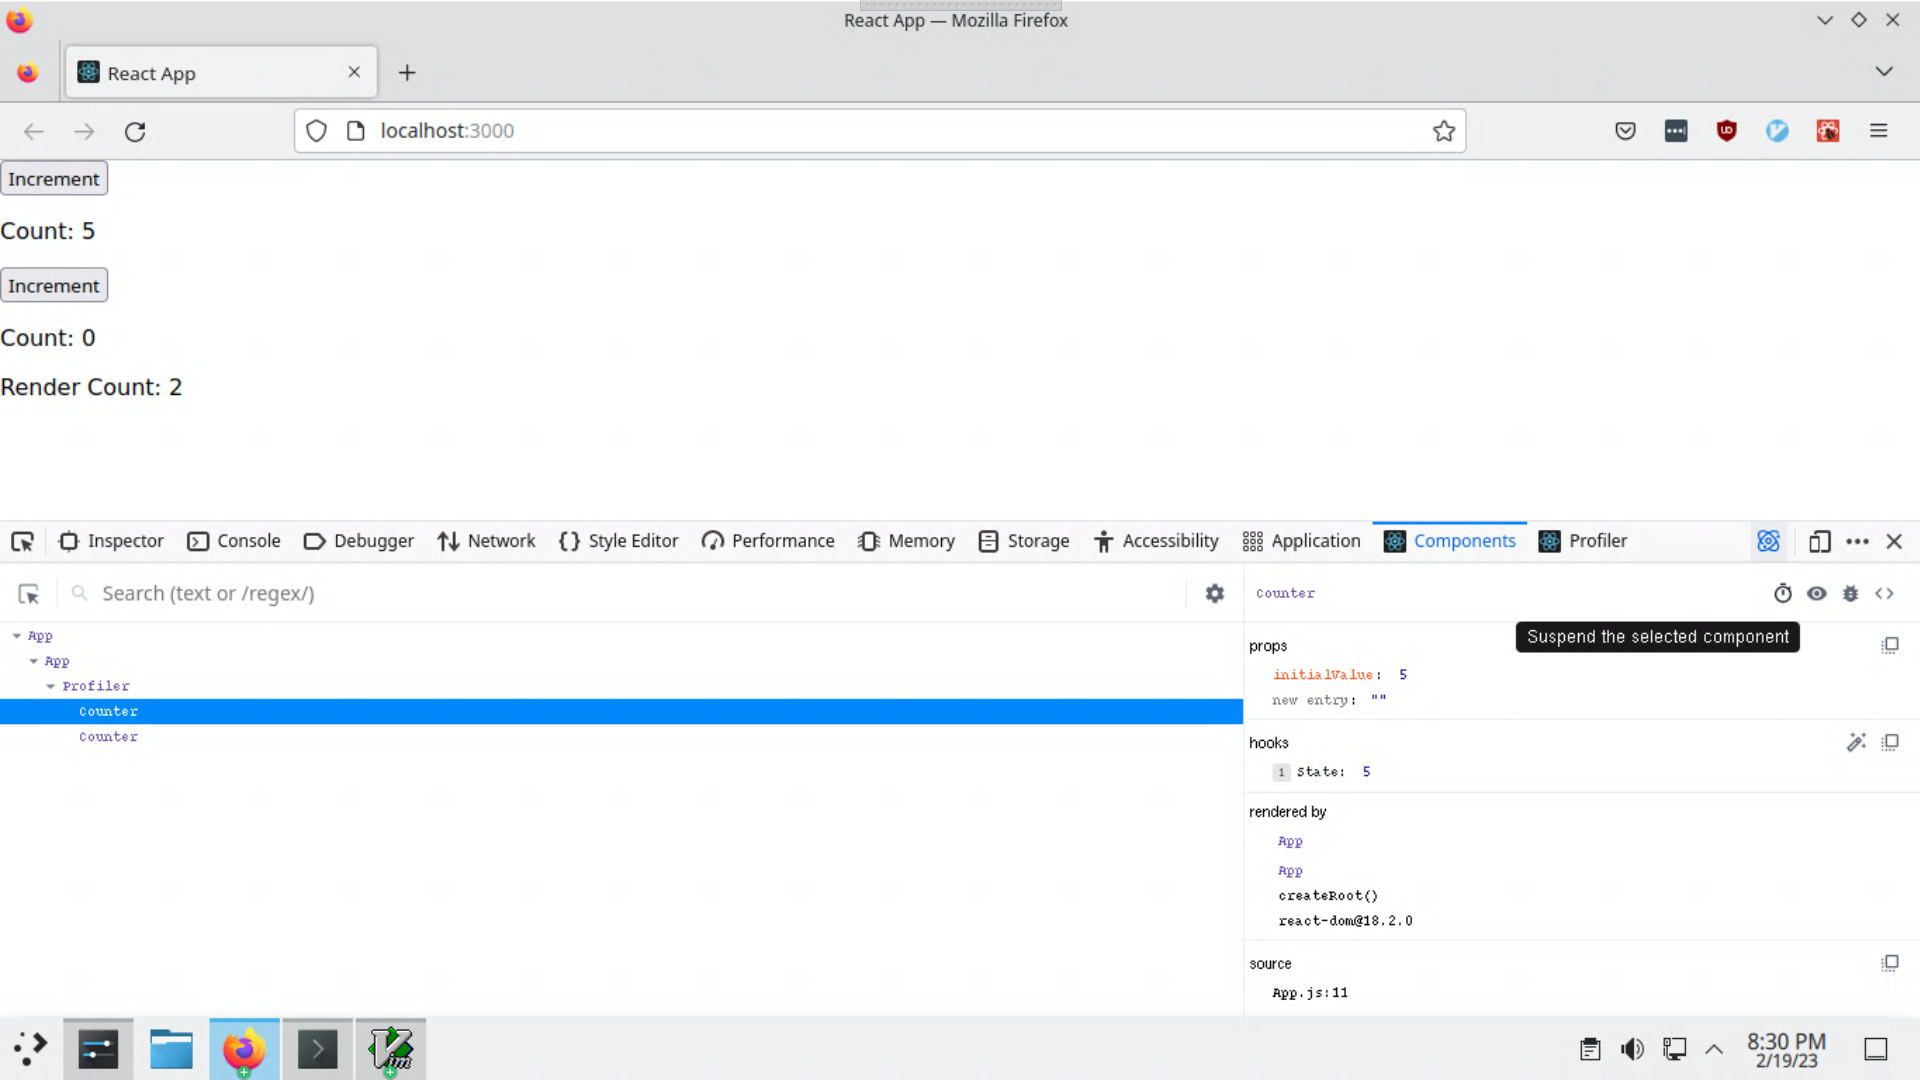 React App — Mozilla Firefox
React App
localhost:3000
Increment
Count: 5
Increment
Count: 0
Render Count: 2
Inspector Console Debugger Network Style Editor Performance Memory Storage Accessibility Application Components Profiler
Search (text or /regex/)
App
App
Profiler
Counter
Counter
Counter
Suspend the selected component
props
initialValue: 5
new entry: ""
hooks
1 State: 5
rendered by
App
App
createRoot()
react-dom@18.2.0
source
App.js:11
8:30 PM
2/19/23